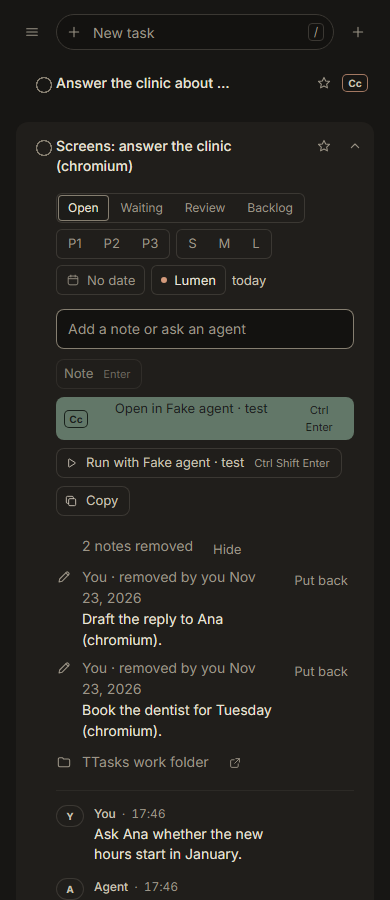 New task /
Answer the clinic about ... Cc
Screens: answer the clinic
(chromium)
Open Waiting Review Backlog
P1 P2 P3 S M L
No date Lumen today
Add a note or ask an agent
Note Enter
Cc Open in Fake agent · test Ctrl
Enter
Run with Fake agent · test Ctrl Shift Enter
Copy
2 notes removed Hide
You · removed by you Nov Put back
23, 2026
Draft the reply to Ana
(chromium).
You · removed by you Nov Put back
23, 2026
Book the dentist for Tuesday
(chromium).
TTasks work folder
Y You · 17:46
Ask Ana whether the new
hours start in January.
A Agent · 17:46